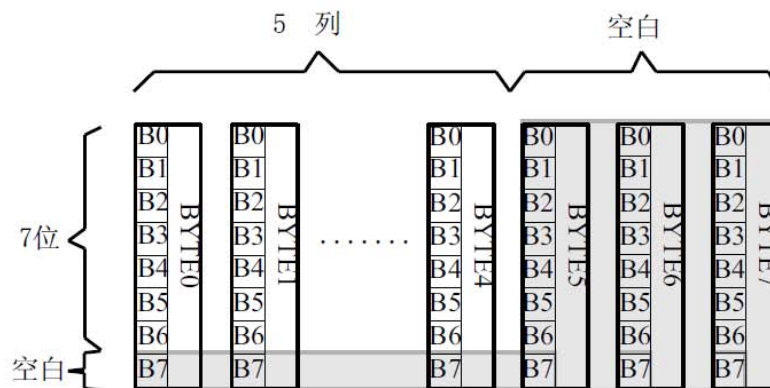 5 列 空白
B0 B0 B0 B0 B0 B0
B1 B1 B1 B1 B1 B1
B2 B2 B2 B2 B2 B2
7位 B3 B3 ....... B3 B3 B3 B3
B4 B4 B4 B4 B4 B4
B5 B5 B5 B5 B5 B5
B6 B6 B6 B6 B6 B6
空白 B7 B7 B7 B7 B7 B7
BYTE0
BYTE1
BYTE4
BYTE5
BYTE6
BYTE7